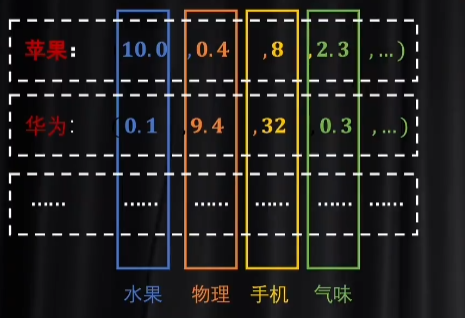 苹果: 10.0 ,0.4 ,8 ,2.3 ,…)
华为: (0.1 ,9.4 ,32 ,0.3 ,…)
…… …… …… …… ……
水果 物理 手机 气味